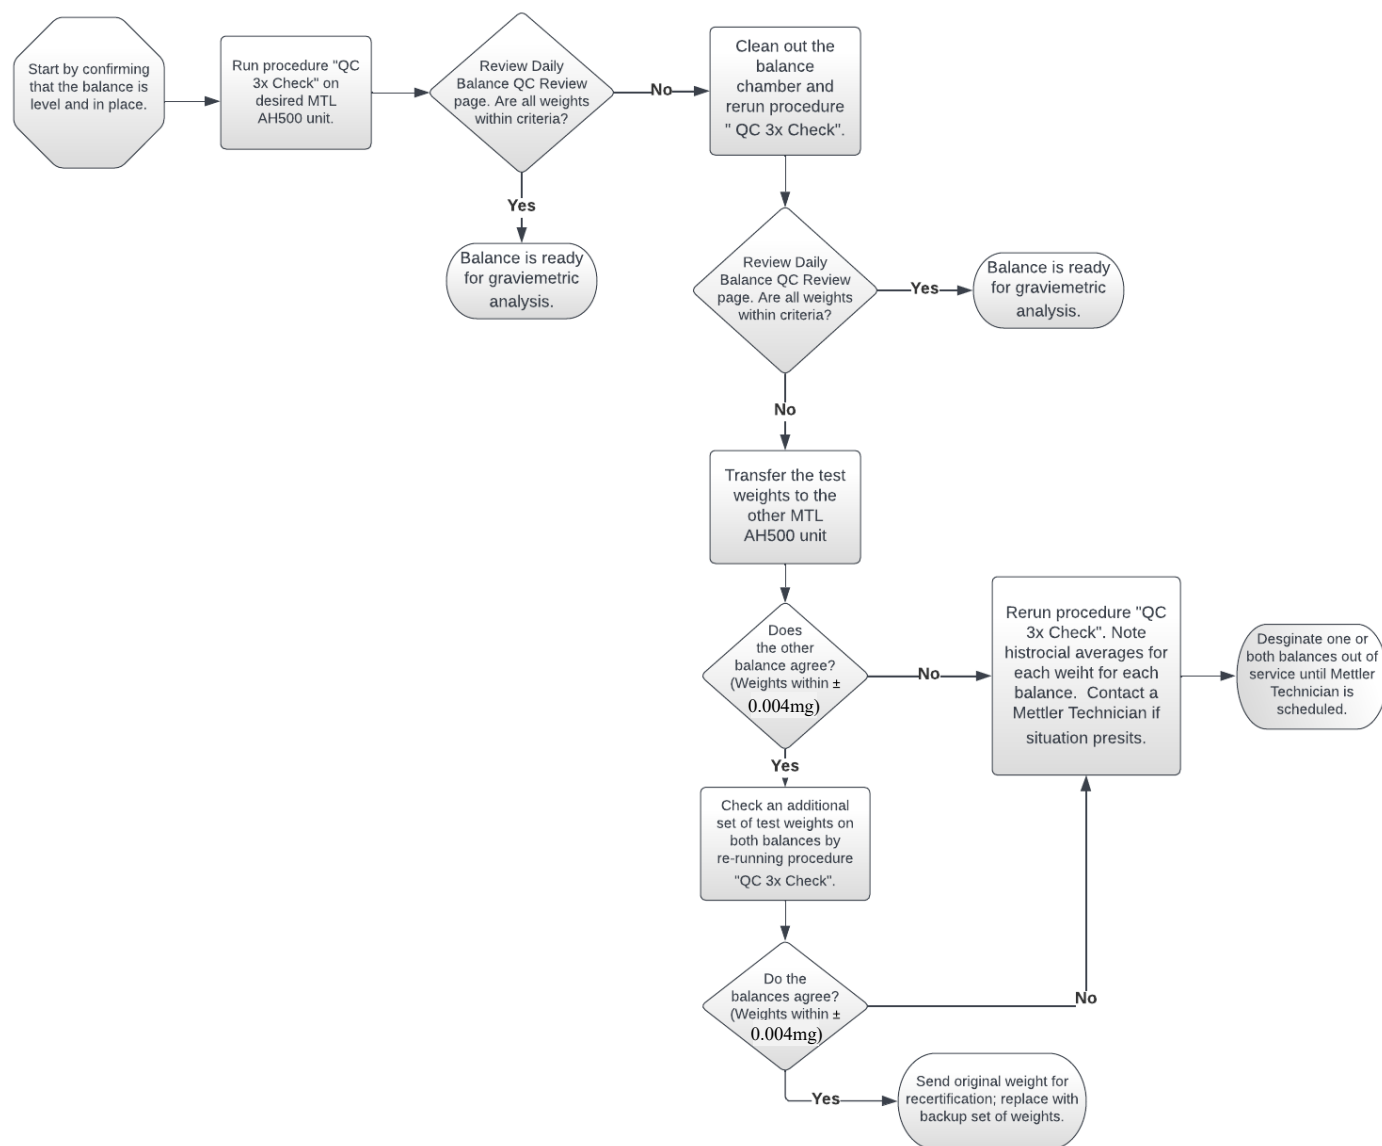 Start by confirming
that the balance is
level and in place.
Run procedure "QC
3x Check" on
desired MTL
AH500 unit.
Review Daily
Balance QC Review
page. Are all weights
within criteria?
No
Clean out the
balance
chamber and
rerun procedure
" QC 3x Check".
Yes
Balance is ready
for graviemetric
analysis.
Review Daily
Balance QC Review
page. Are all weights
within criteria?
Yes
Balance is ready
for graviemetric
analysis.
No
Transfer the test
weights to the
other MTL
AH500 unit
Does
the other
balance agree?
(Weights within ±
0.004mg)
No
Rerun procedure "QC
3x Check". Note
histrocial averages for
each weiht for each
balance.  Contact a
Mettler Technician if
situation presits.
Desginate one or
both balances out of
service until Mettler
Technician is
scheduled.
Yes
Check an additional
set of test weights on
both balances by
re-running procedure
"QC 3x Check".
Do the
balances agree?
(Weights within ±
0.004mg)
No
Yes
Send original weight for
recertification; replace with
backup set of weights.